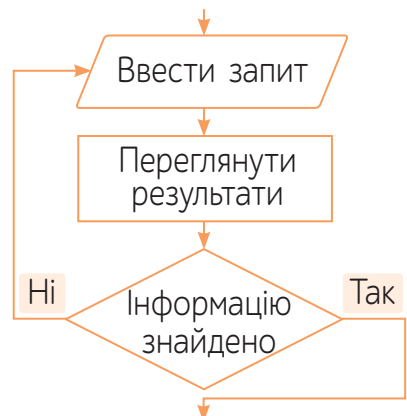 Ввести запит
Переглянути
результати
Ні
Так
Інформацію
знайдено